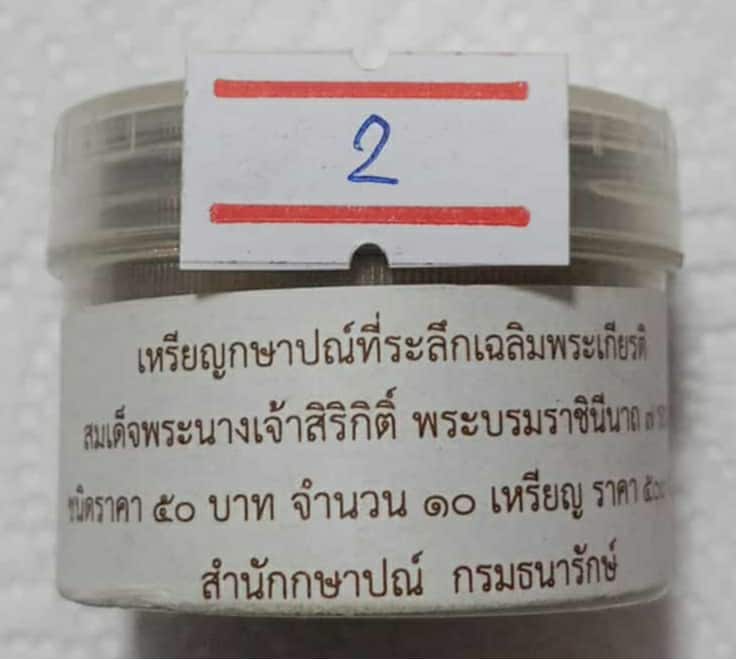 2
เหรียญกษาปณ์ที่ระลึกเฉลิมพระเกียรติ
สมเด็จพระนางเจ้าสิริกิติ์ พระบรมราชินีนาถ ๗
ชนิดราคา ๕๐ บาท จำนวน ๑๐ เหรียญ ราคา ๕๐๐
สำนักกษาปณ์ กรมธนารักษ์